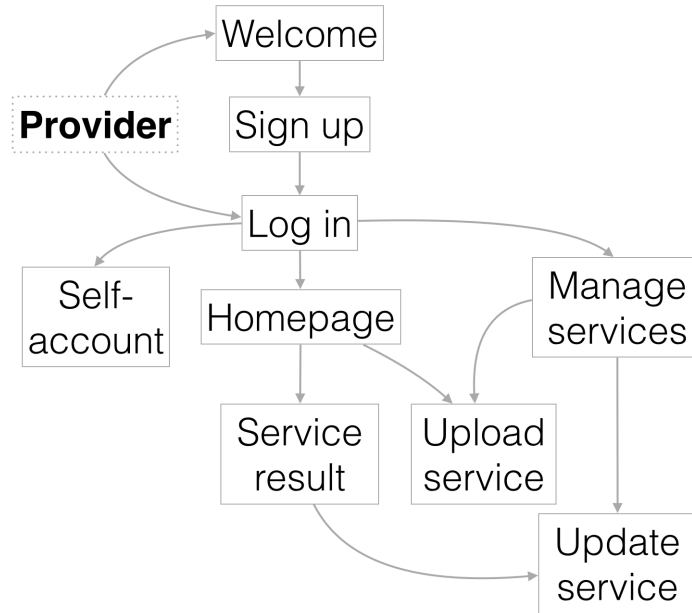 Welcome
Provider
Sign up
Log in
Self-
account
Homepage
Manage
services
Service
result
Upload
service
Update
service